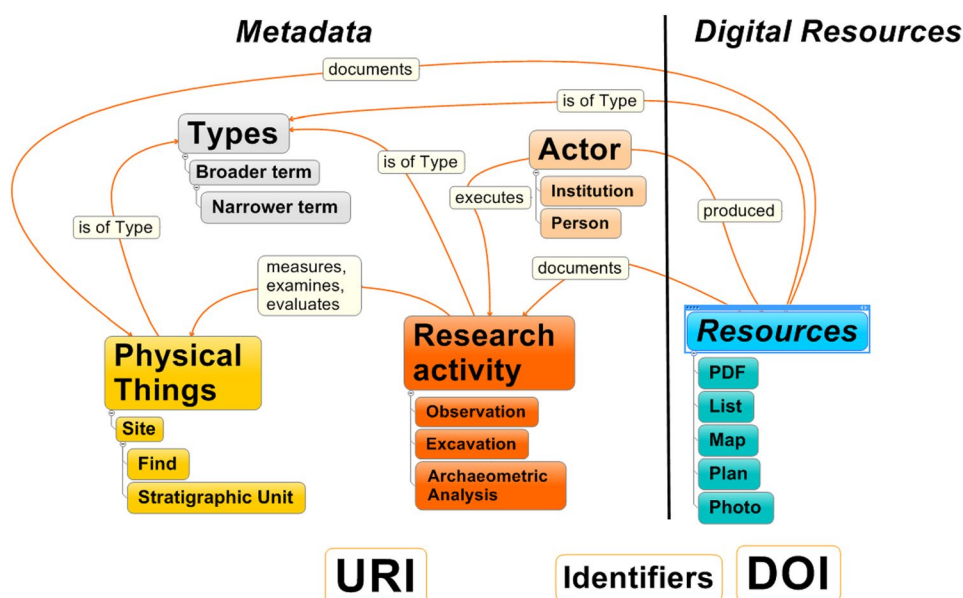 Metadata
Digital Resources
documents
is of Type
Types
Broader term
Narrower term
is of Type
Actor
Institution
Person
executes
produced
is of Type
measures,
examines,
evaluates
documents
Physical
Things
Site
Find
Stratigraphic Unit
Research
activity
Observation
Excavation
Archaeometric
Analysis
Resources
PDF
List
Map
Plan
Photo
URI
Identifiers
DOI